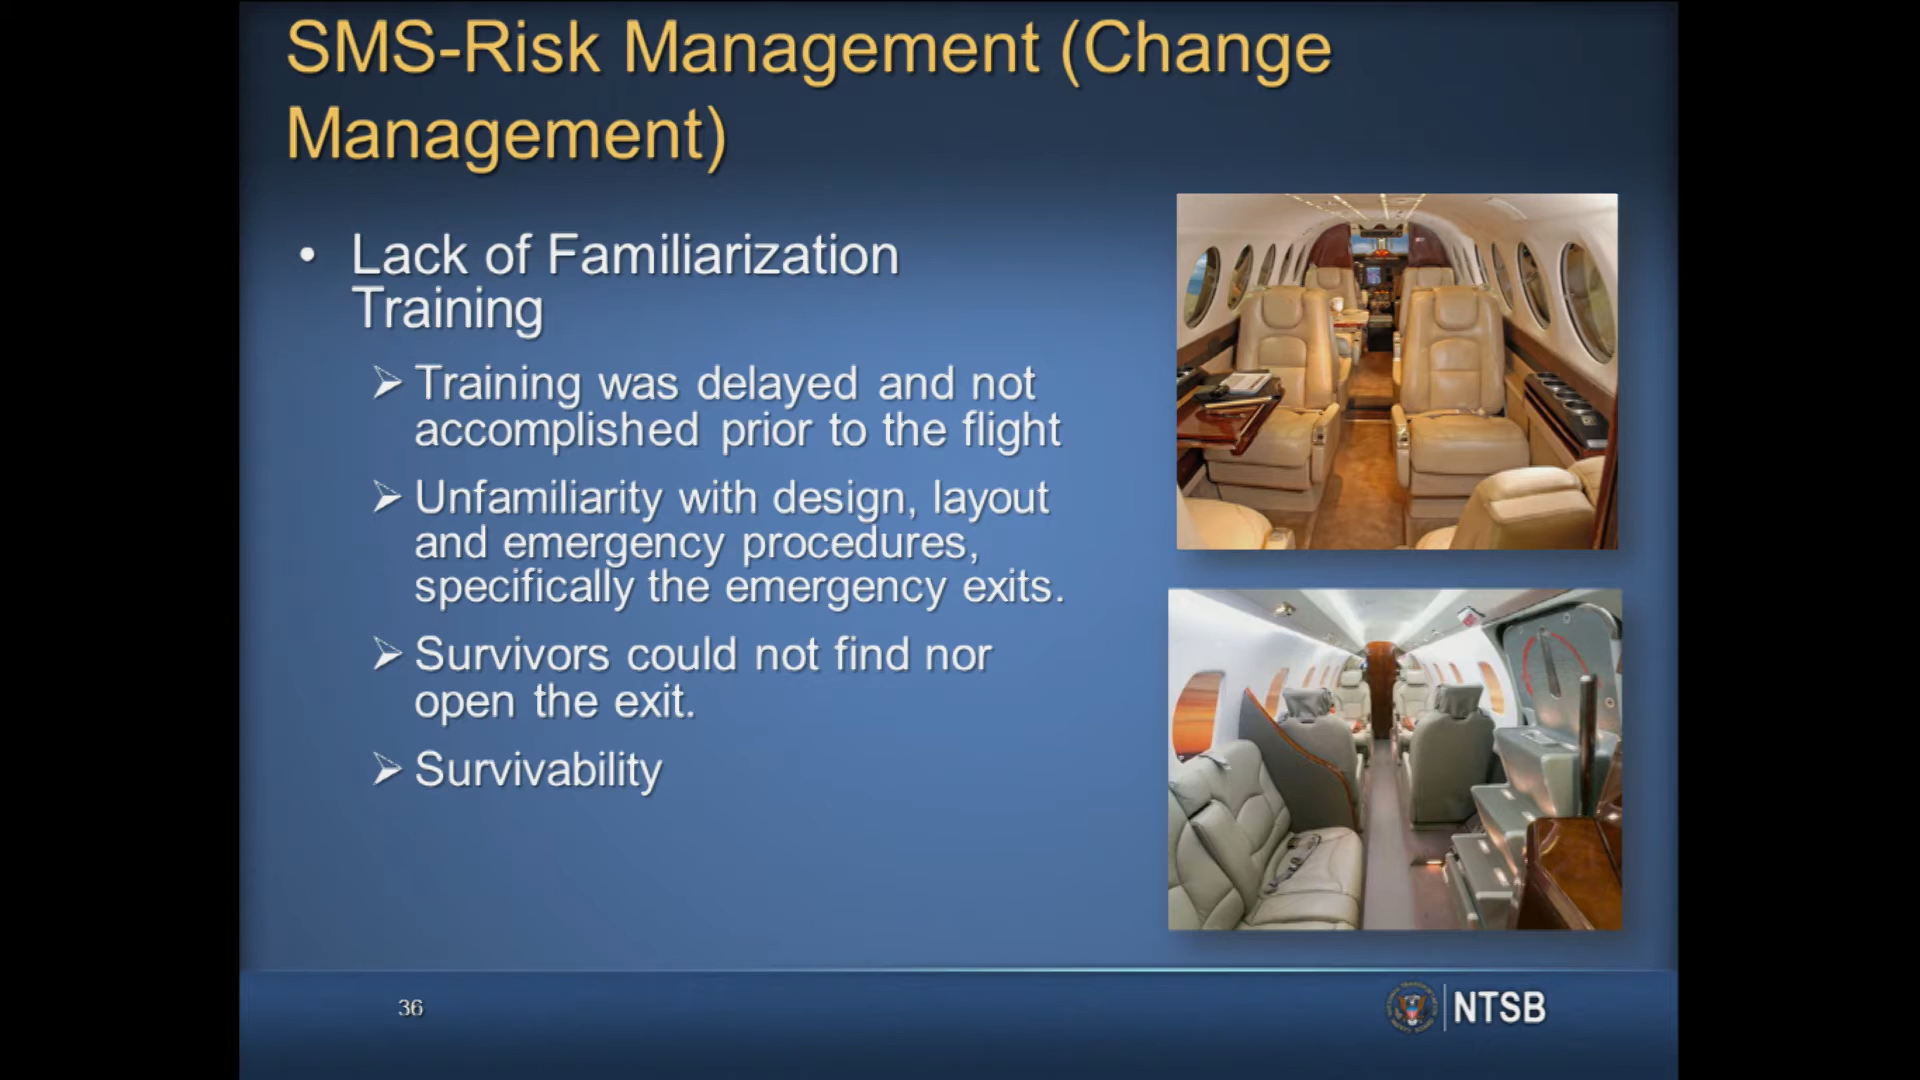 SMS-Risk Management (Change
Management)
• Lack of Familiarization
Training
➢ Training was delayed and not
accomplished prior to the flight
➢ Unfamiliarity with design, layout
and emergency procedures,
specifically the emergency exits.
➢ Survivors could not find nor
open the exit.
➢ Survivability
36
NTSB